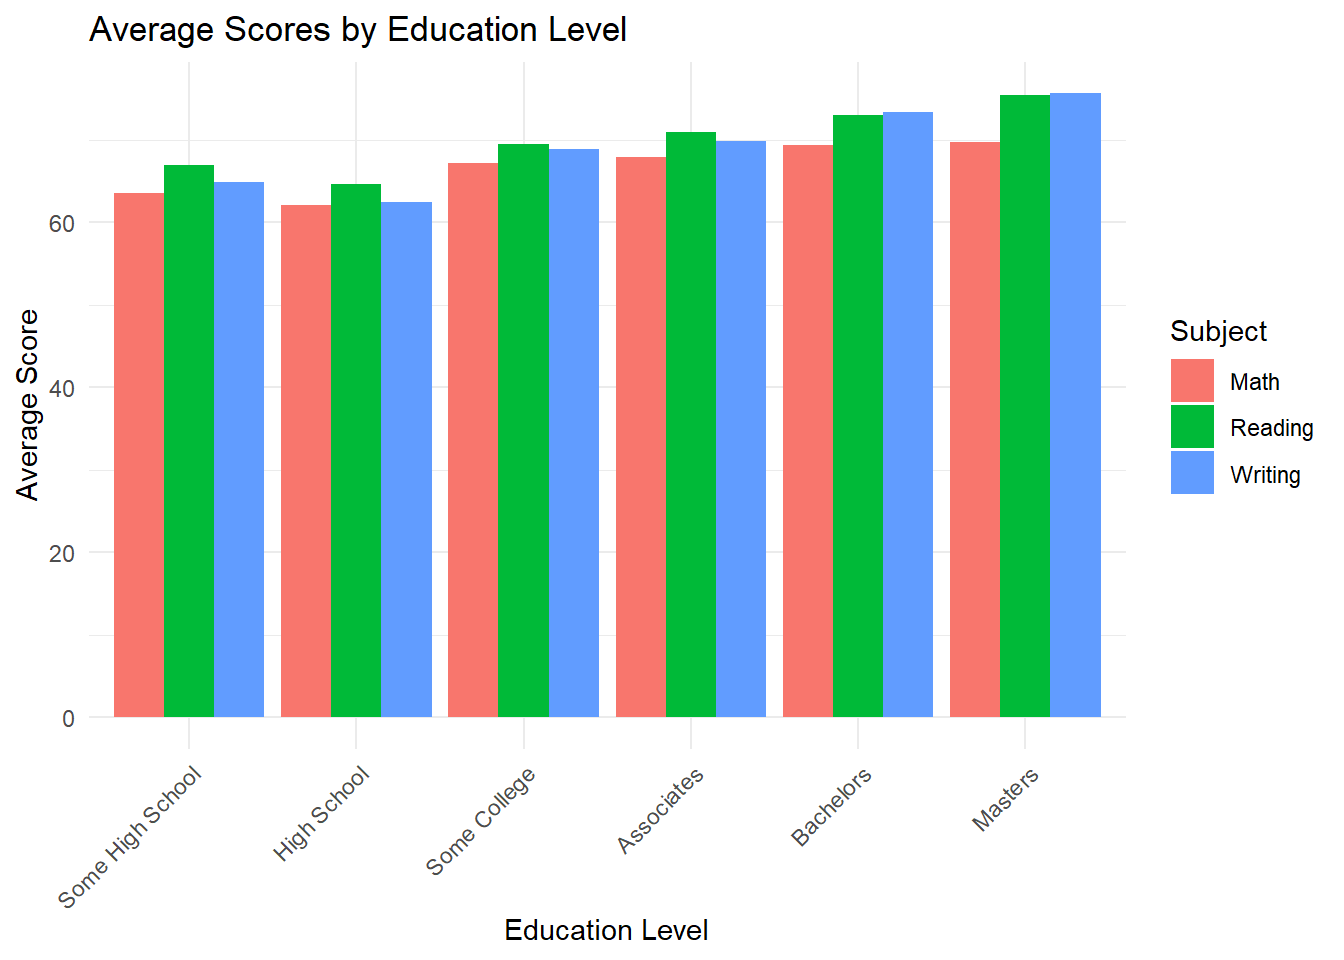 Average Scores by Education Level
Average Score
60
40
20
0
Some High School
High School
Some College
Associates
Bachelors
Masters
Education Level
Subject
Math
Reading
Writing